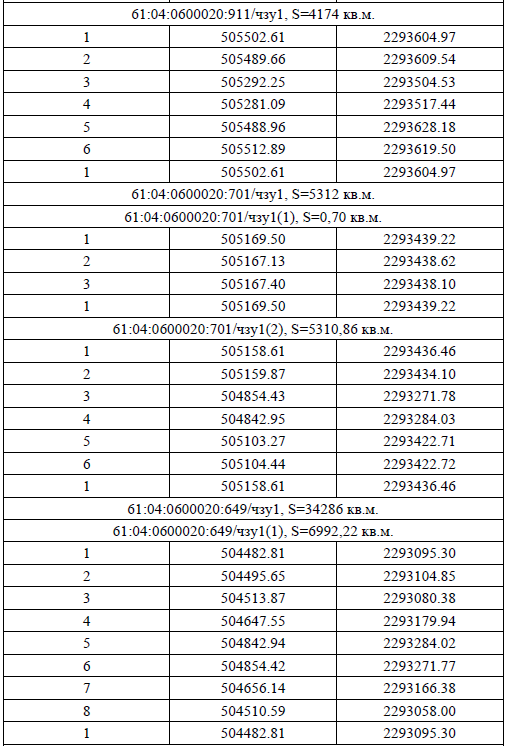 61:04:0600020:911/чзу1, S=4174 кв.м.
1 505502.61 2293604.97
2 505489.66 2293609.54
3 505292.25 2293504.53
4 505281.09 2293517.44
5 505488.96 2293628.18
6 505512.89 2293619.50
1 505502.61 2293604.97
61:04:0600020:701/чзу1, S=5312 кв.м.
61:04:0600020:701/чзу1(1), S=0,70 кв.м.
1 505169.50 2293439.22
2 505167.13 2293438.62
3 505167.40 2293438.10
1 505169.50 2293439.22
61:04:0600020:701/чзу1(2), S=5310,86 кв.м.
1 505158.61 2293436.46
2 505159.87 2293434.10
3 504854.43 2293271.78
4 504842.95 2293284.03
5 505103.27 2293422.71
6 505104.44 2293422.72
1 505158.61 2293436.46
61:04:0600020:649/чзу1, S=34286 кв.м.
61:04:0600020:649/чзу1(1), S=6992,22 кв.м.
1 504482.81 2293095.30
2 504495.65 2293104.85
3 504513.87 2293080.38
4 504647.55 2293179.94
5 504842.94 2293284.02
6 504854.42 2293271.77
7 504656.14 2293166.38
8 504510.59 2293058.00
1 504482.81 2293095.30